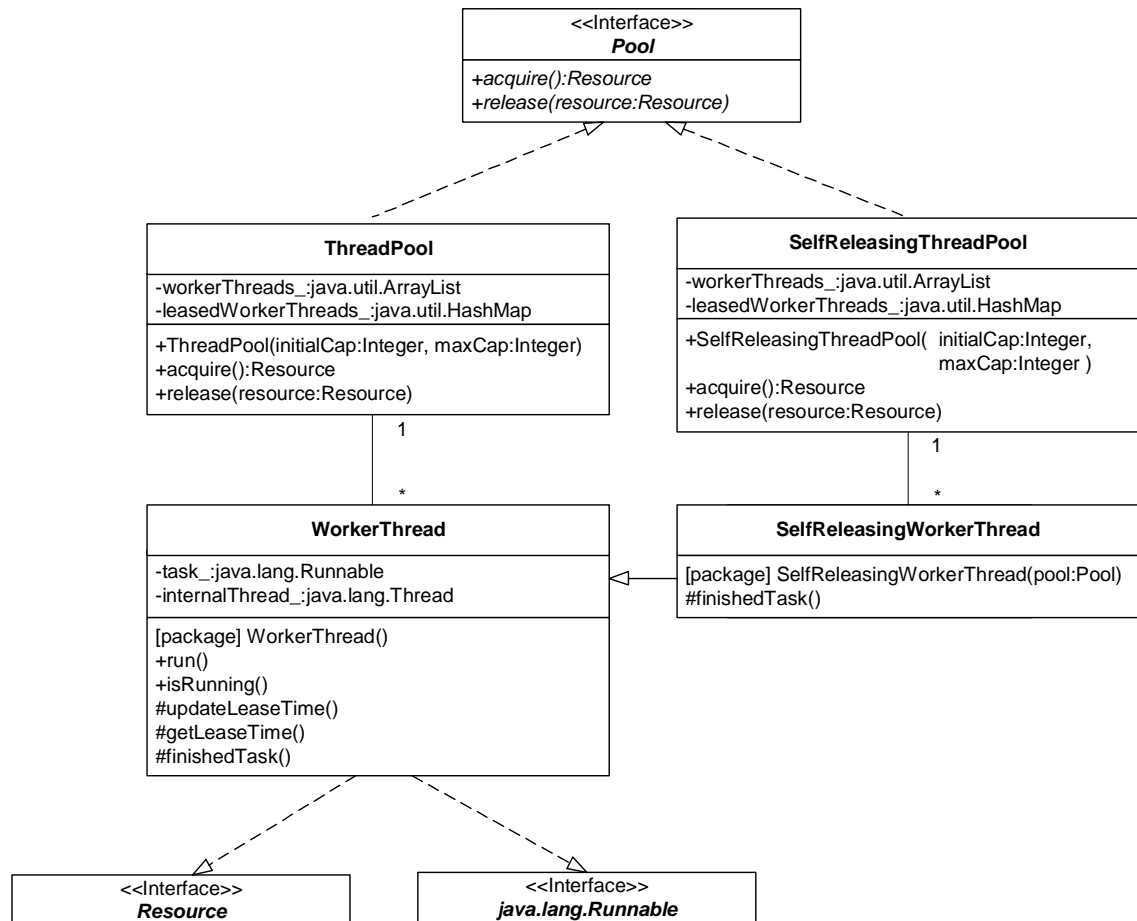 <<Interface>>
Pool
+acquire():Resource
+release(resource:Resource)
ThreadPool
-workerThreads_:java.util.ArrayList
-leasedWorkerThreads_:java.util.HashMap
+ThreadPool(initialCap:Integer, maxCap:Integer)
+acquire():Resource
+release(resource:Resource)
SelfReleasingThreadPool
-workerThreads_:java.util.ArrayList
-leasedWorkerThreads_:java.util.HashMap
+SelfReleasingThreadPool( initialCap:Integer,
maxCap:Integer )
+acquire():Resource
+release(resource:Resource)
1
*
1
*
WorkerThread
-task_:java.lang.Runnable
-internalThread_:java.lang.Thread
[package] WorkerThread()
+run()
+isRunning()
#updateLeaseTime()
#getLeaseTime()
#finishedTask()
SelfReleasingWorkerThread
[package] SelfReleasingWorkerThread(pool:Pool)
#finishedTask()
<<Interface>>
Resource
<<Interface>>
java.lang.Runnable